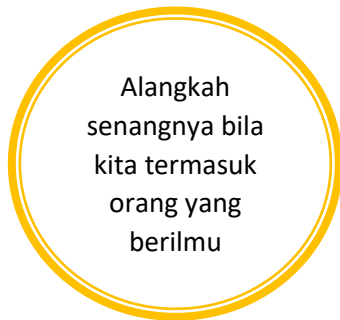 Alangkah
senangnya bila
kita termasuk
orang yang
berilmu